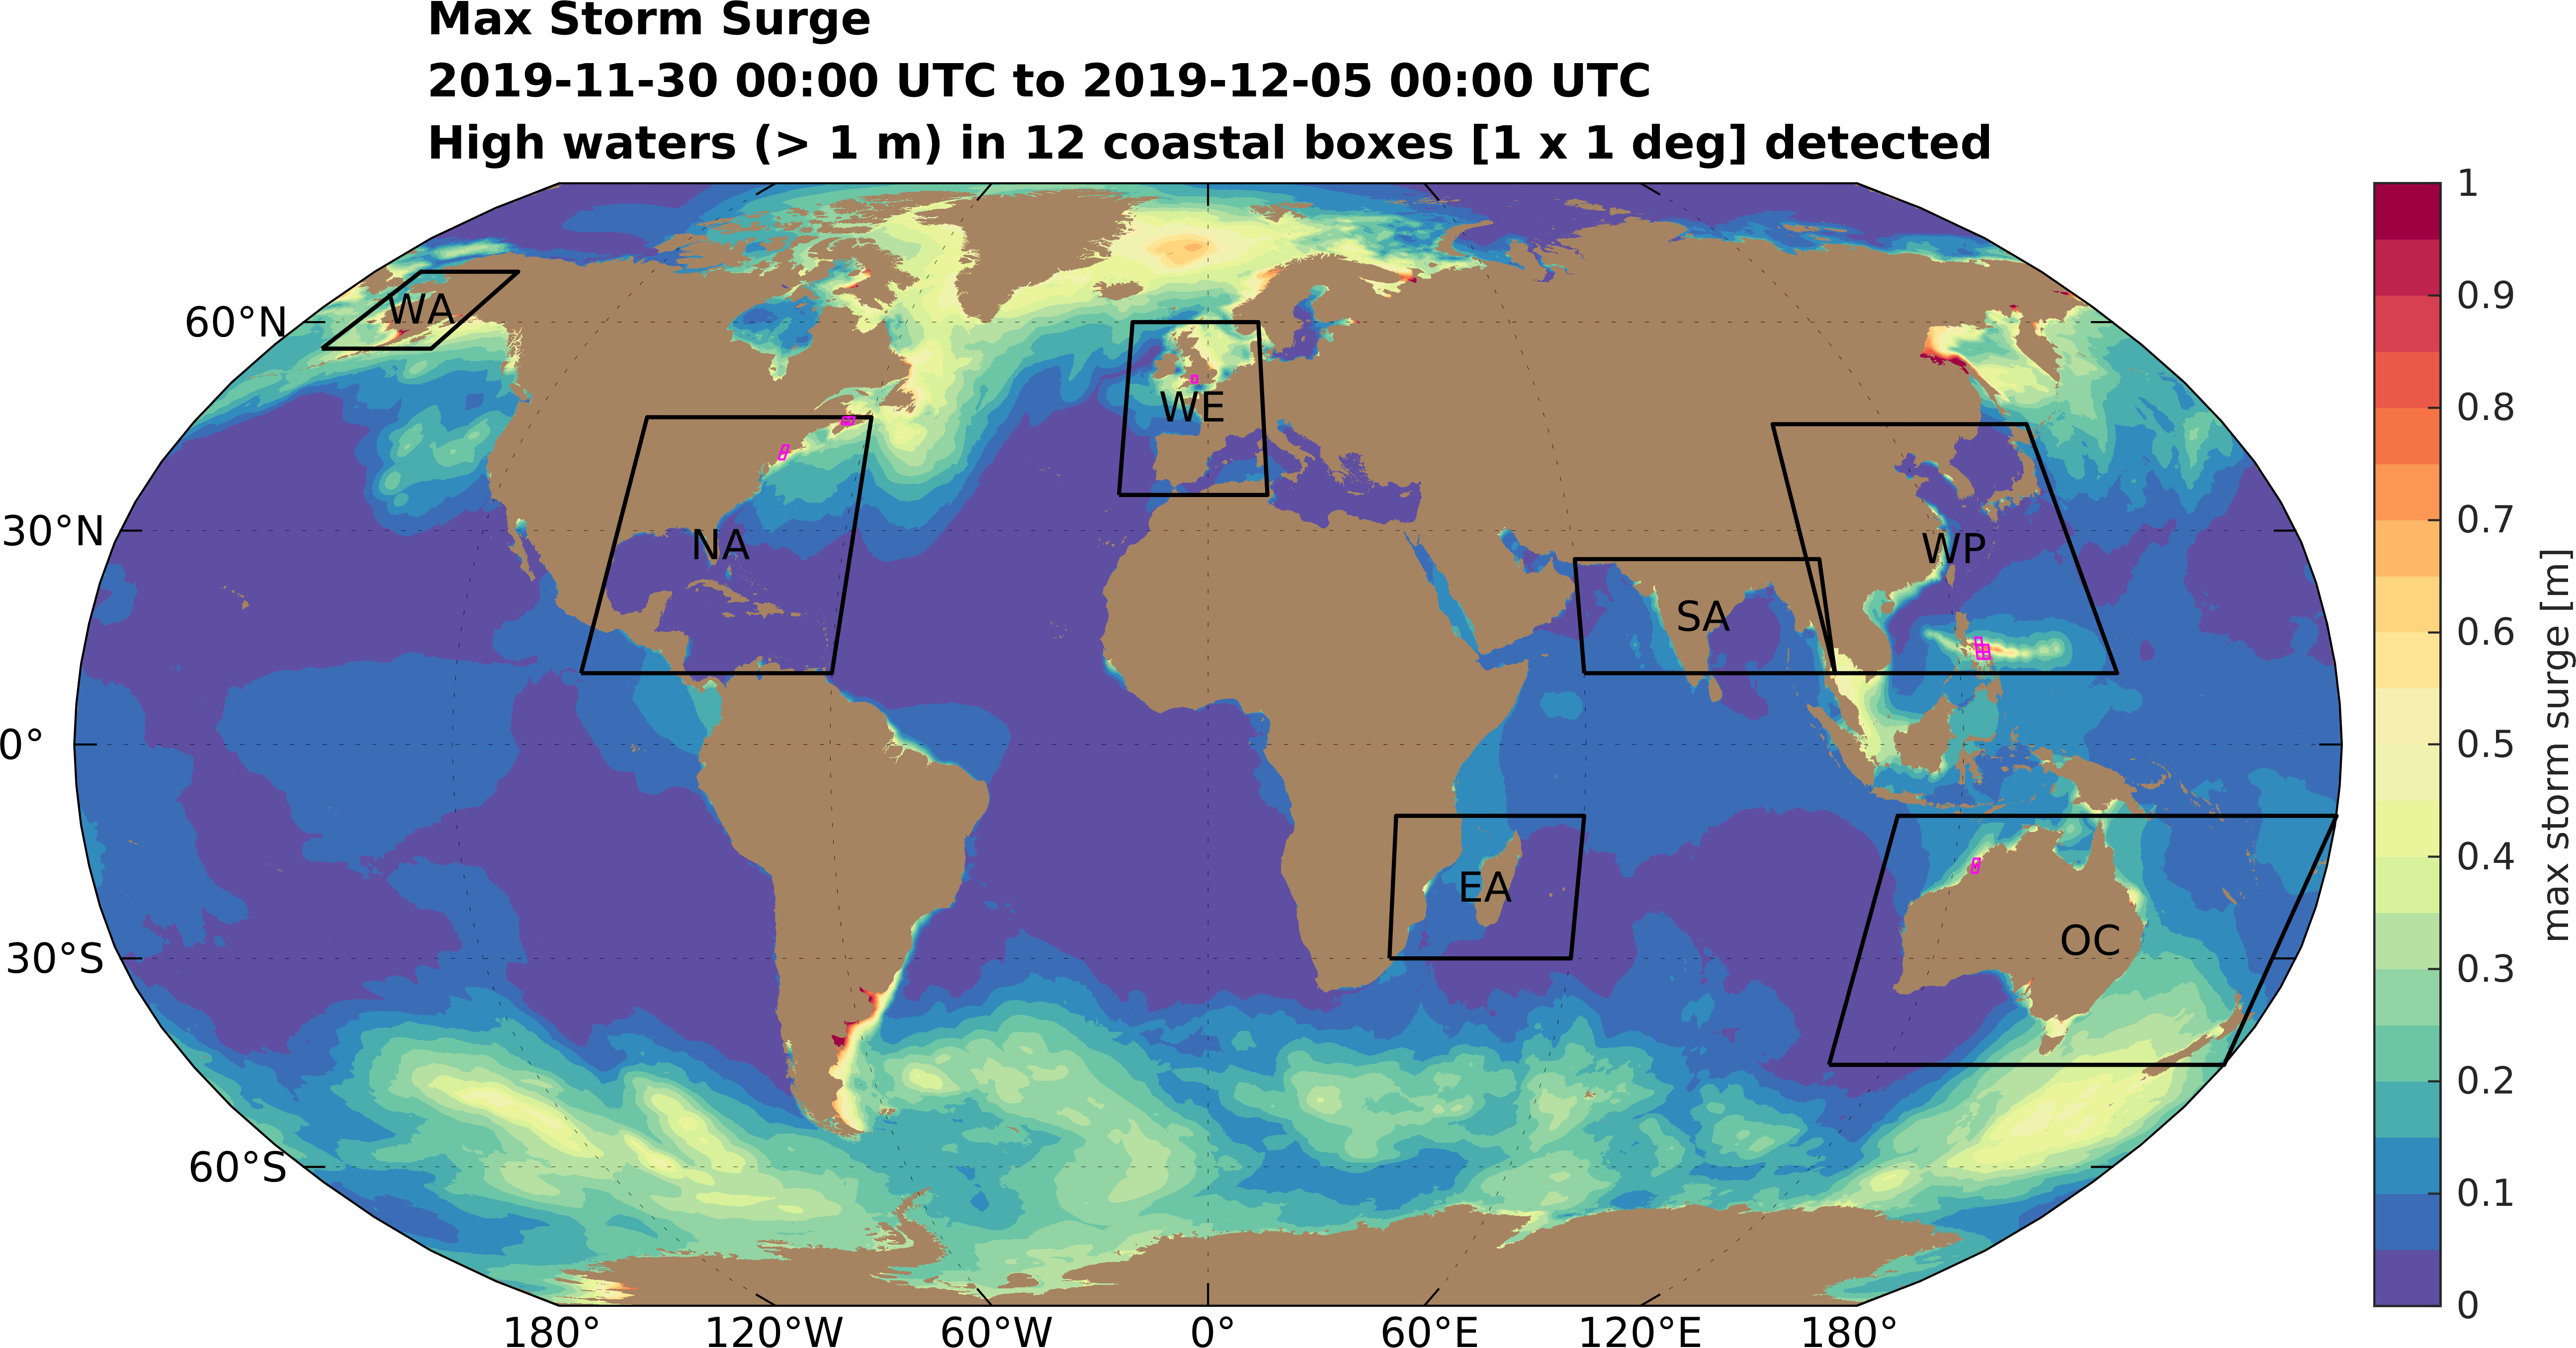 Max Storm Surge
2019-11-30 00:00 UTC to 2019-12-05 00:00 UTC
High waters (> 1 m) in 12 coastal boxes [1 x 1 deg] detected
60°N
30°N
0°
30°S
60°S
WA
NA
WE
SA
WP
EA
OC
180°
120°W
60°W
0°
60°E
120°E
180°
1
0.9
0.8
0.7
0.6
0.5
0.4
0.3
0.2
0.1
0
max storm surge [m]